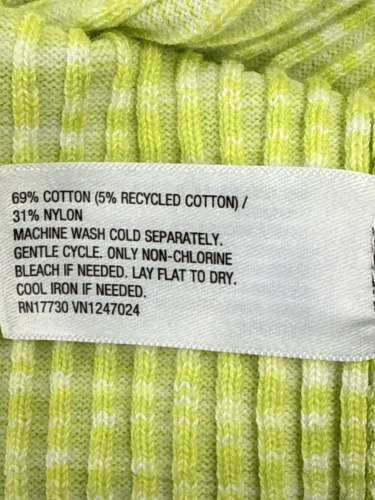 69% COTTON (5% RECYCLED COTTON) /
31% NYLON
MACHINE WASH COLD SEPARATELY.
GENTLE CYCLE. ONLY NON-CHLORINE
BLEACH IF NEEDED. LAY FLAT TO DRY.
COOL IRON IF NEEDED.
RN17730 VN1247024